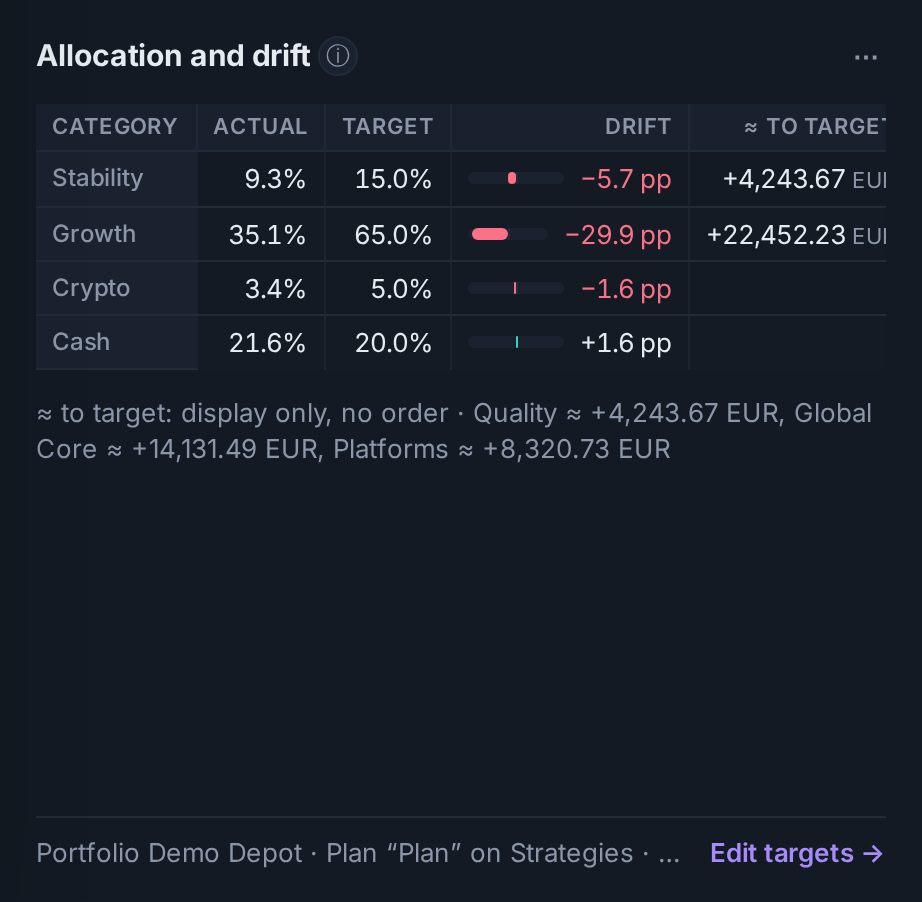 Allocation and drift ⓘ ...
CATEGORY ACTUAL TARGET DRIFT ≈ TO TARGET
Stability 9.3% 15.0% −5.7 pp +4,243.67
Growth 35.1% 65.0% −29.9 pp +22,452.23
Crypto 3.4% 5.0% −1.6 pp
Cash 21.6% 20.0% +1.6 pp
≈ to target: display only, no order · Quality ≈ +4,243.67 EUR, Global
Core ≈ +14,131.49 EUR, Platforms ≈ +8,320.73 EUR
Portfolio Demo Depot · Plan “Plan” on Strategies · ... Edit targets →